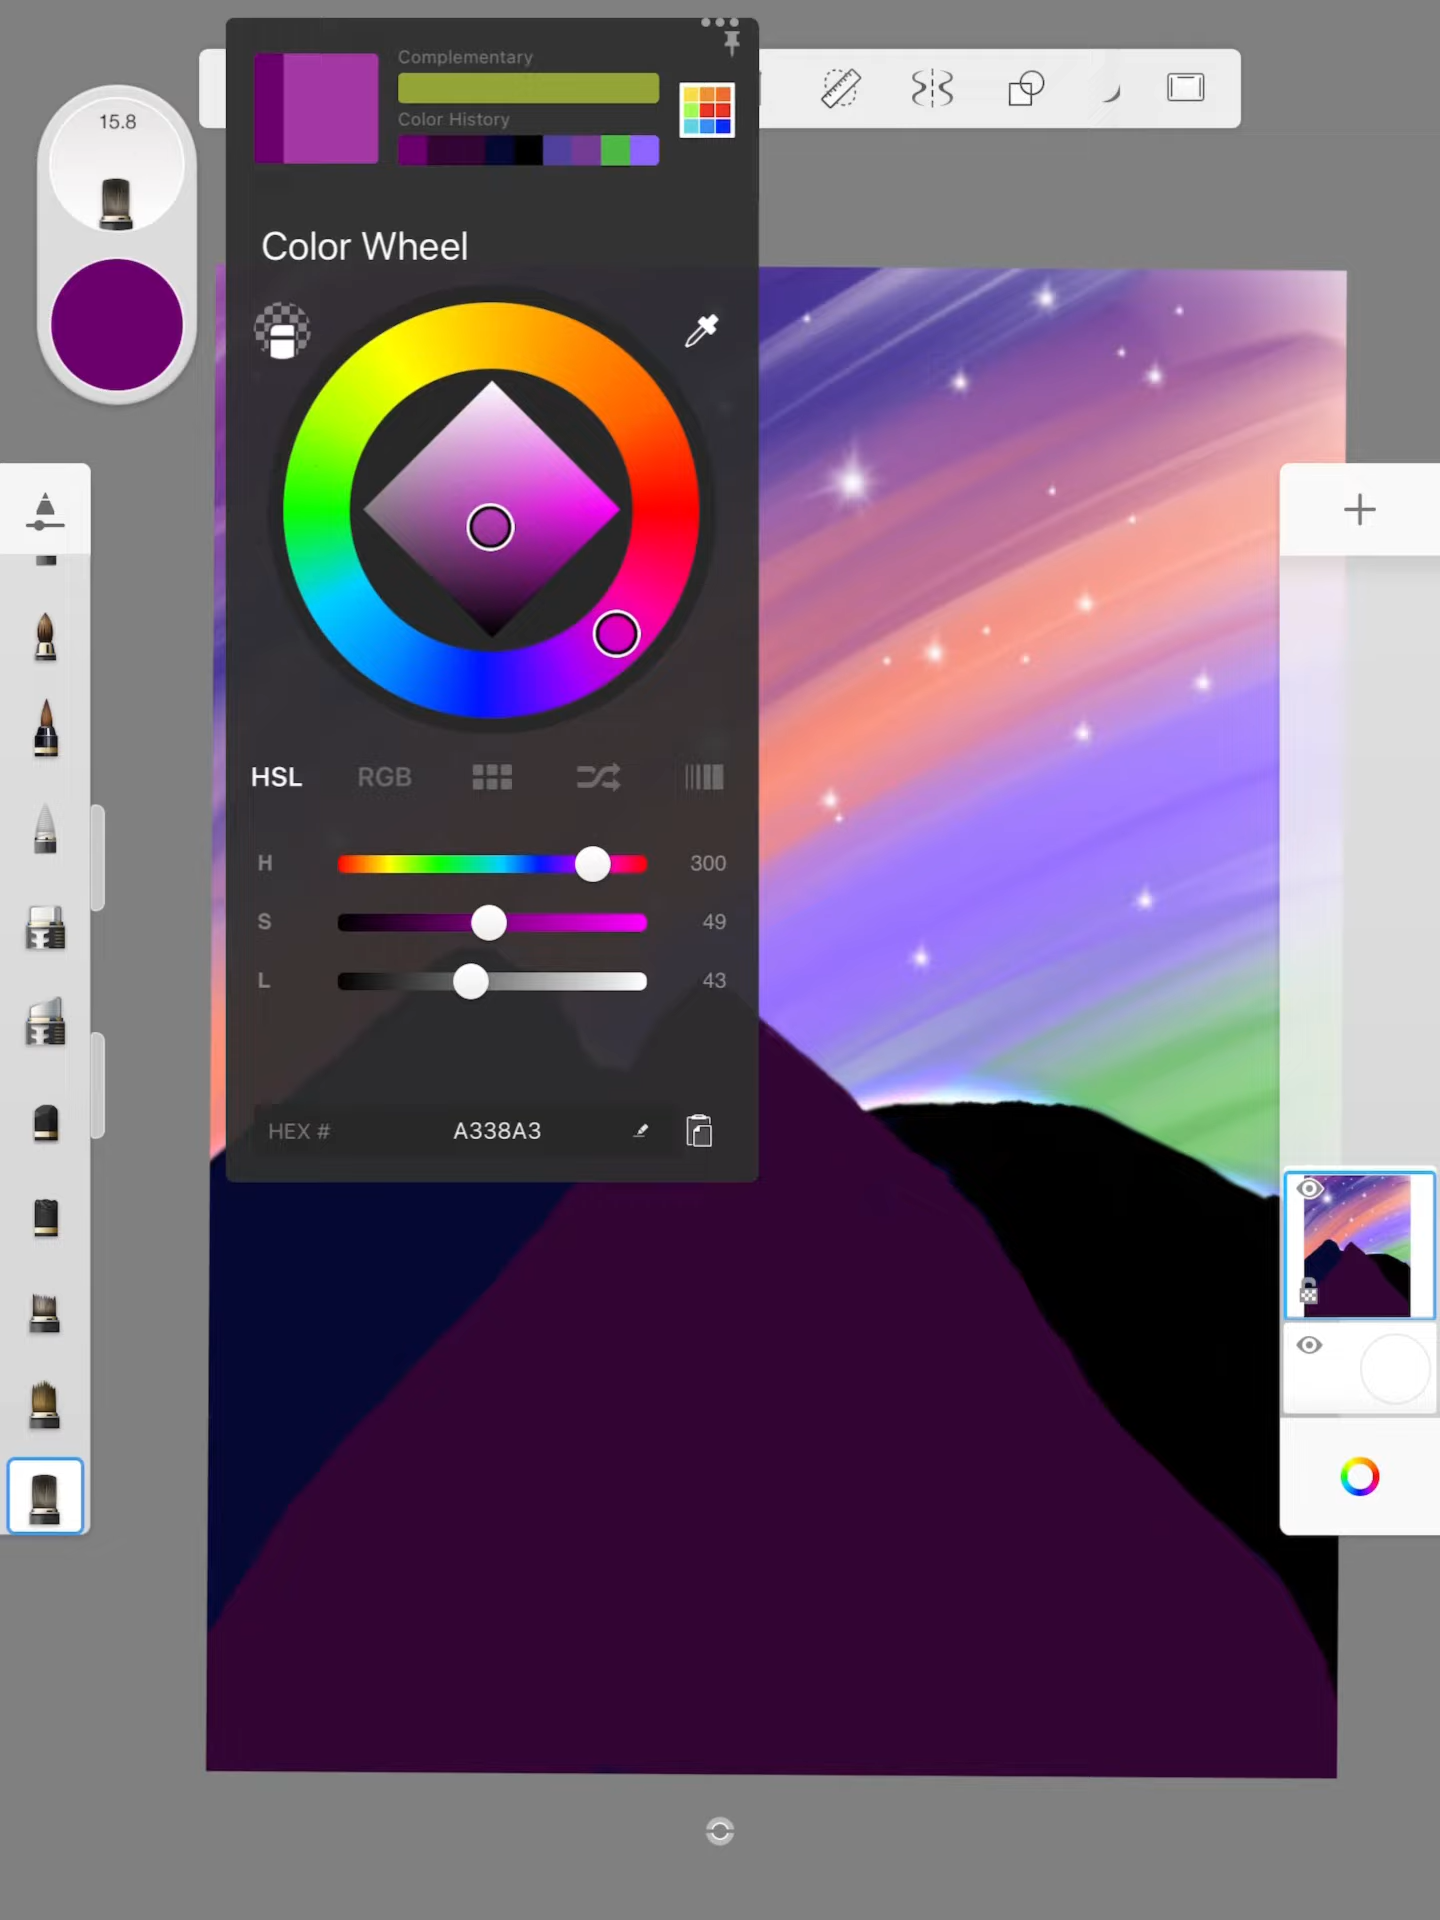 Complementary
15.8
Color History
Color Wheel
HSL RGB
H 300
S 49
L 43
HEX # A338A3